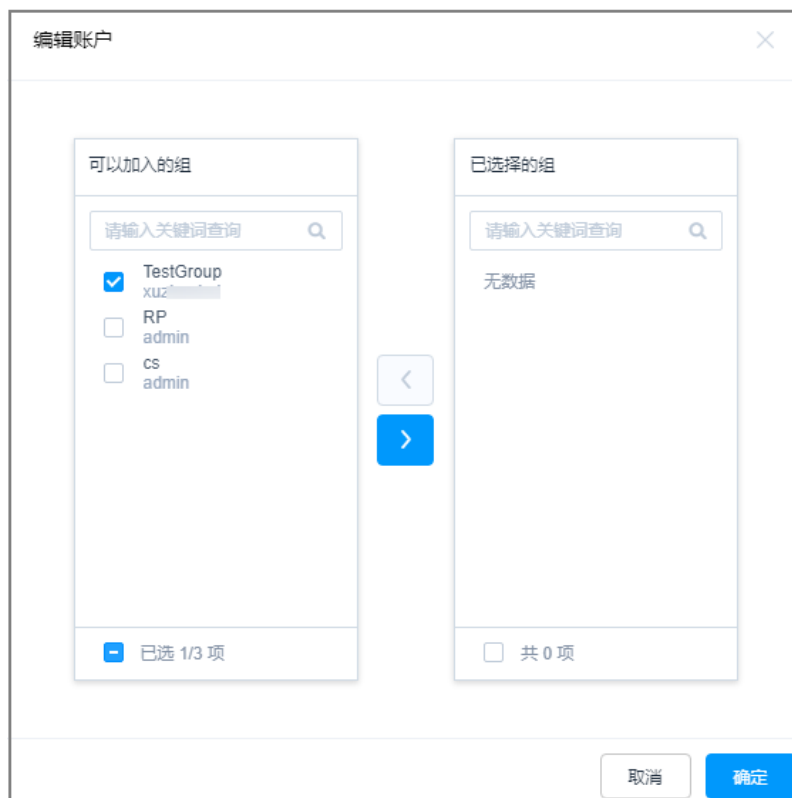 编辑账户
可以加入的组
请输入关键词查询
TestGroup
RP
admin
cs
admin
已选 1/3 项
已选择的组
请输入关键词查询
无数据
共 0 项
取消
确定